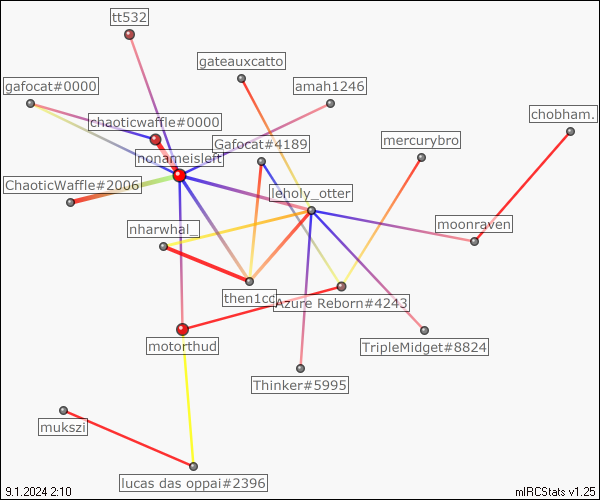 tt532
gateauxcatto
gafocat#0000
amah1246
chobham.
chaoticwaffle#0000
Gafocat#4189
mercurybro
nonameisleft
ChaoticWaffle#2006
leholy_otter
moonraven
nharwhal_
then1cc
Azure Reborn#4243
motorthud
TripleMidget#8824
Thinker#5995
mukszi
lucas das oppai#2396
9.1.2024 2:10
mIRCStats v1.25